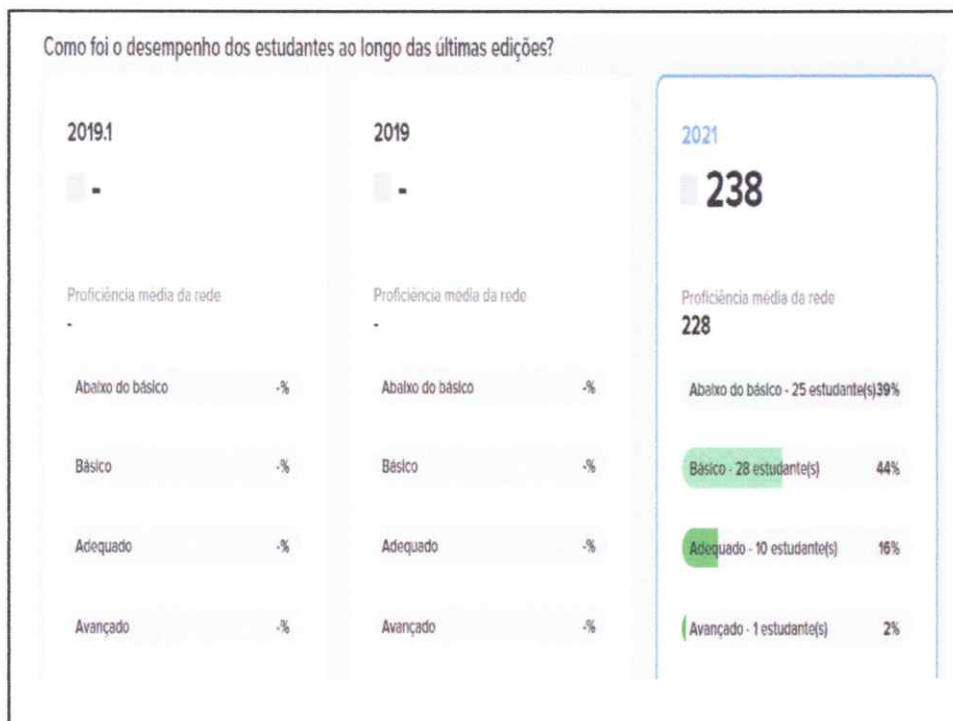 Como foi o desempenho dos estudantes ao longo das últimas edições?
2019.1
-
Proficiência média da rede
-
Abaixo do básico -%
Básico -%
Adequado -%
Avançado -%
2019
-
Proficiência média da rede
-
Abaixo do básico -%
Básico -%
Adequado -%
Avançado -%
2021
238
Proficiência média da rede
228
Abaixo do básico - 25 estudante(s)39%
Básico - 28 estudante(s) 44%
Adequado - 10 estudante(s) 16%
Avançado - 1 estudante(s) 2%